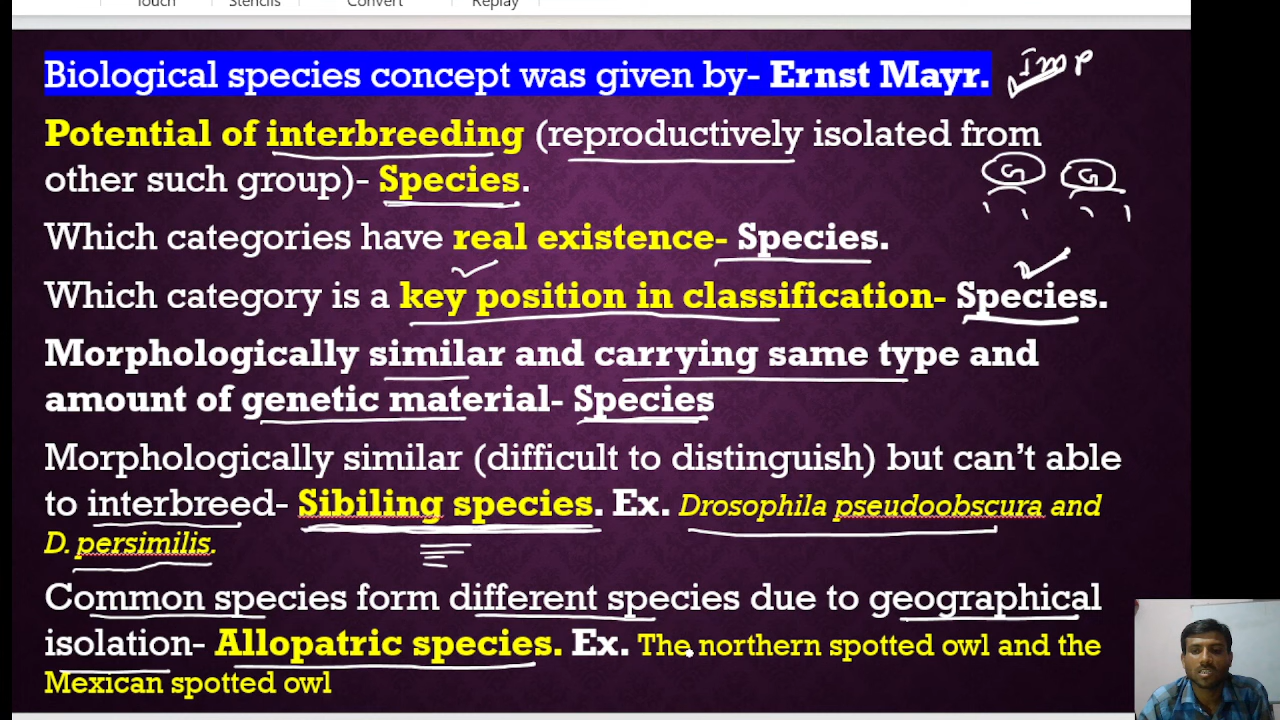 Touch Stencils Convert Replay
Biological species concept was given by- Ernst Mayr. Imp
Potential of interbreeding (reproductively isolated from
other such group)- Species.
G G
Which categories have real existence- Species.
Which category is a key position in classification- Species.
Morphologically similar and carrying same type and
amount of genetic material- Species
Morphologically similar (difficult to distinguish) but can't able
to interbreed- Sibiling species. Ex. Drosophila pseudoobscura and
D. persimilis.
Common species form different species due to geographical
isolation- Allopatric species. Ex. The northern spotted owl and the
Mexican spotted owl